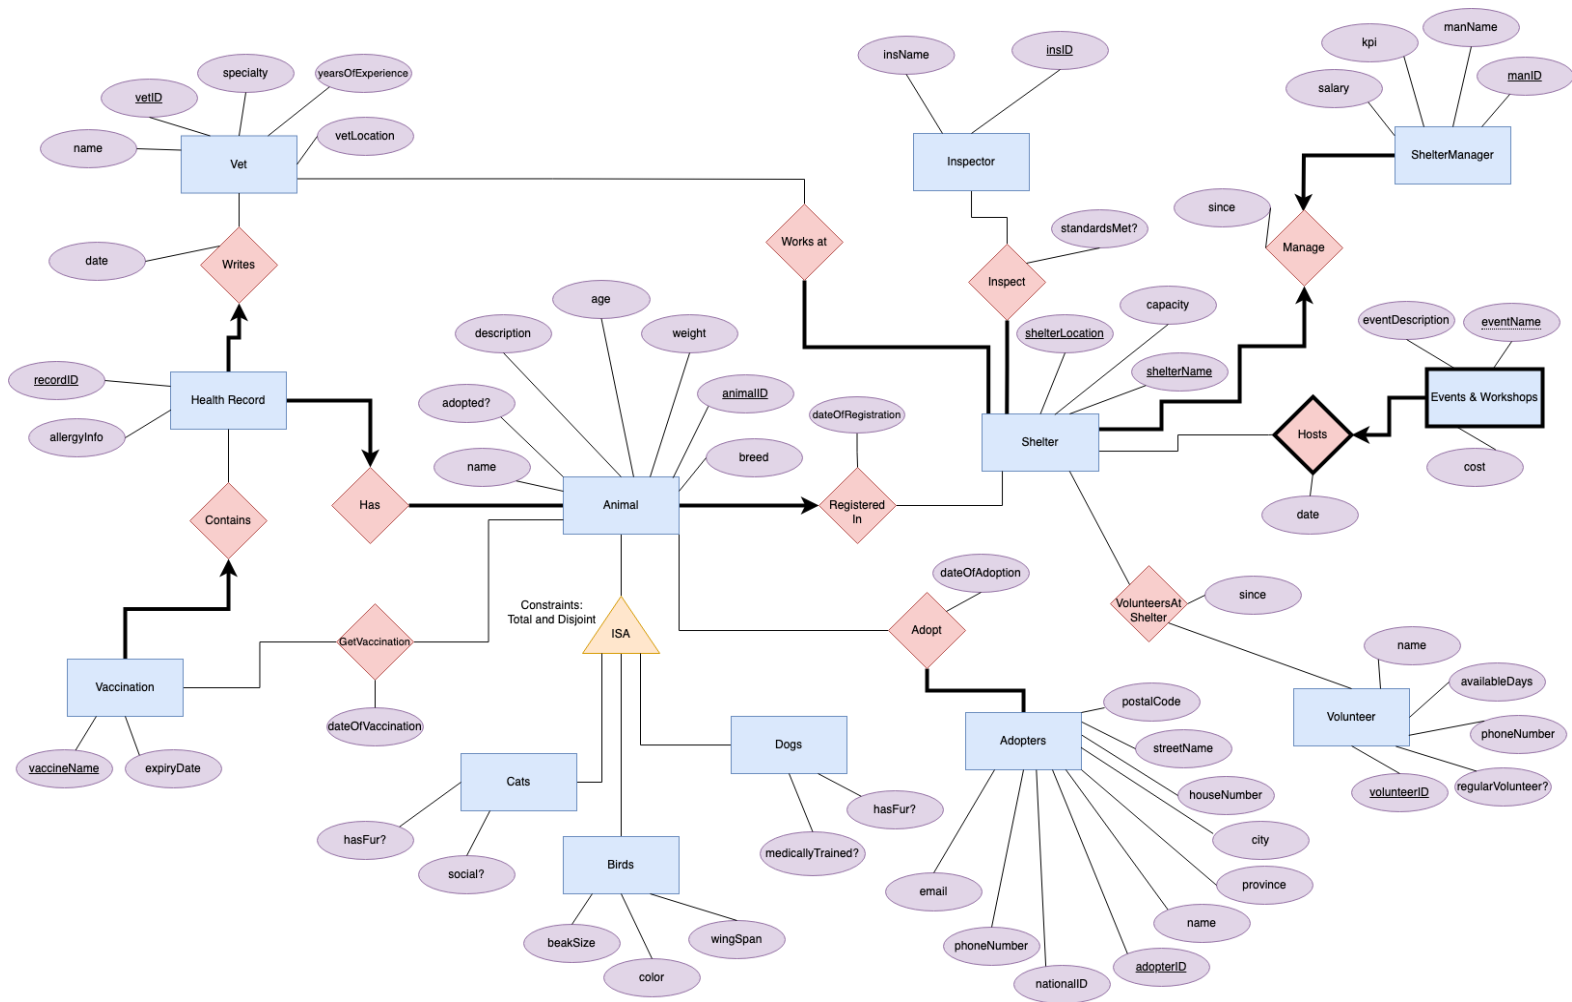 insName
insID
manName
kpi
manID
salary
ShelterManager
specialty
yearsOfExperience
vetID
vetLocation
name
Vet
Inspector
since
Manage
standardsMet?
Works at
Inspect
date
Writes
age
description
weight
capacity
shelterLocation
shelterName
eventDescription
eventName
Events & Workshops
recordID
Health Record
allergyInfo
adopted?
animalID
dateOfRegistration
name
breed
Shelter
Hosts
cost
date
Contains
Has
Animal
Registered
In
dateOfAdoption
Constraints:
Total and Disjoint
ISA
Adopt
VolunteersAt
Shelter
since
GetVaccination
Vaccination
dateOfVaccination
vaccineName
expiryDate
name
availableDays
Volunteer
phoneNumber
volunteerID
regularVolunteer?
postalCode
Adopters
streetName
houseNumber
city
province
name
adopterID
nationalID
phoneNumber
email
Dogs
hasFur?
medicallyTrained?
Cats
hasFur?
social?
Birds
beakSize
color
wingSpan